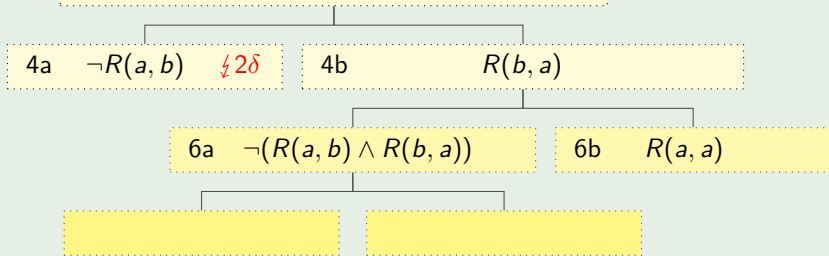 4a ¬R(a, b) ↯2δ 4b R(b, a)
6a ¬(R(a, b) ∧ R(b, a)) 6b R(a, a)